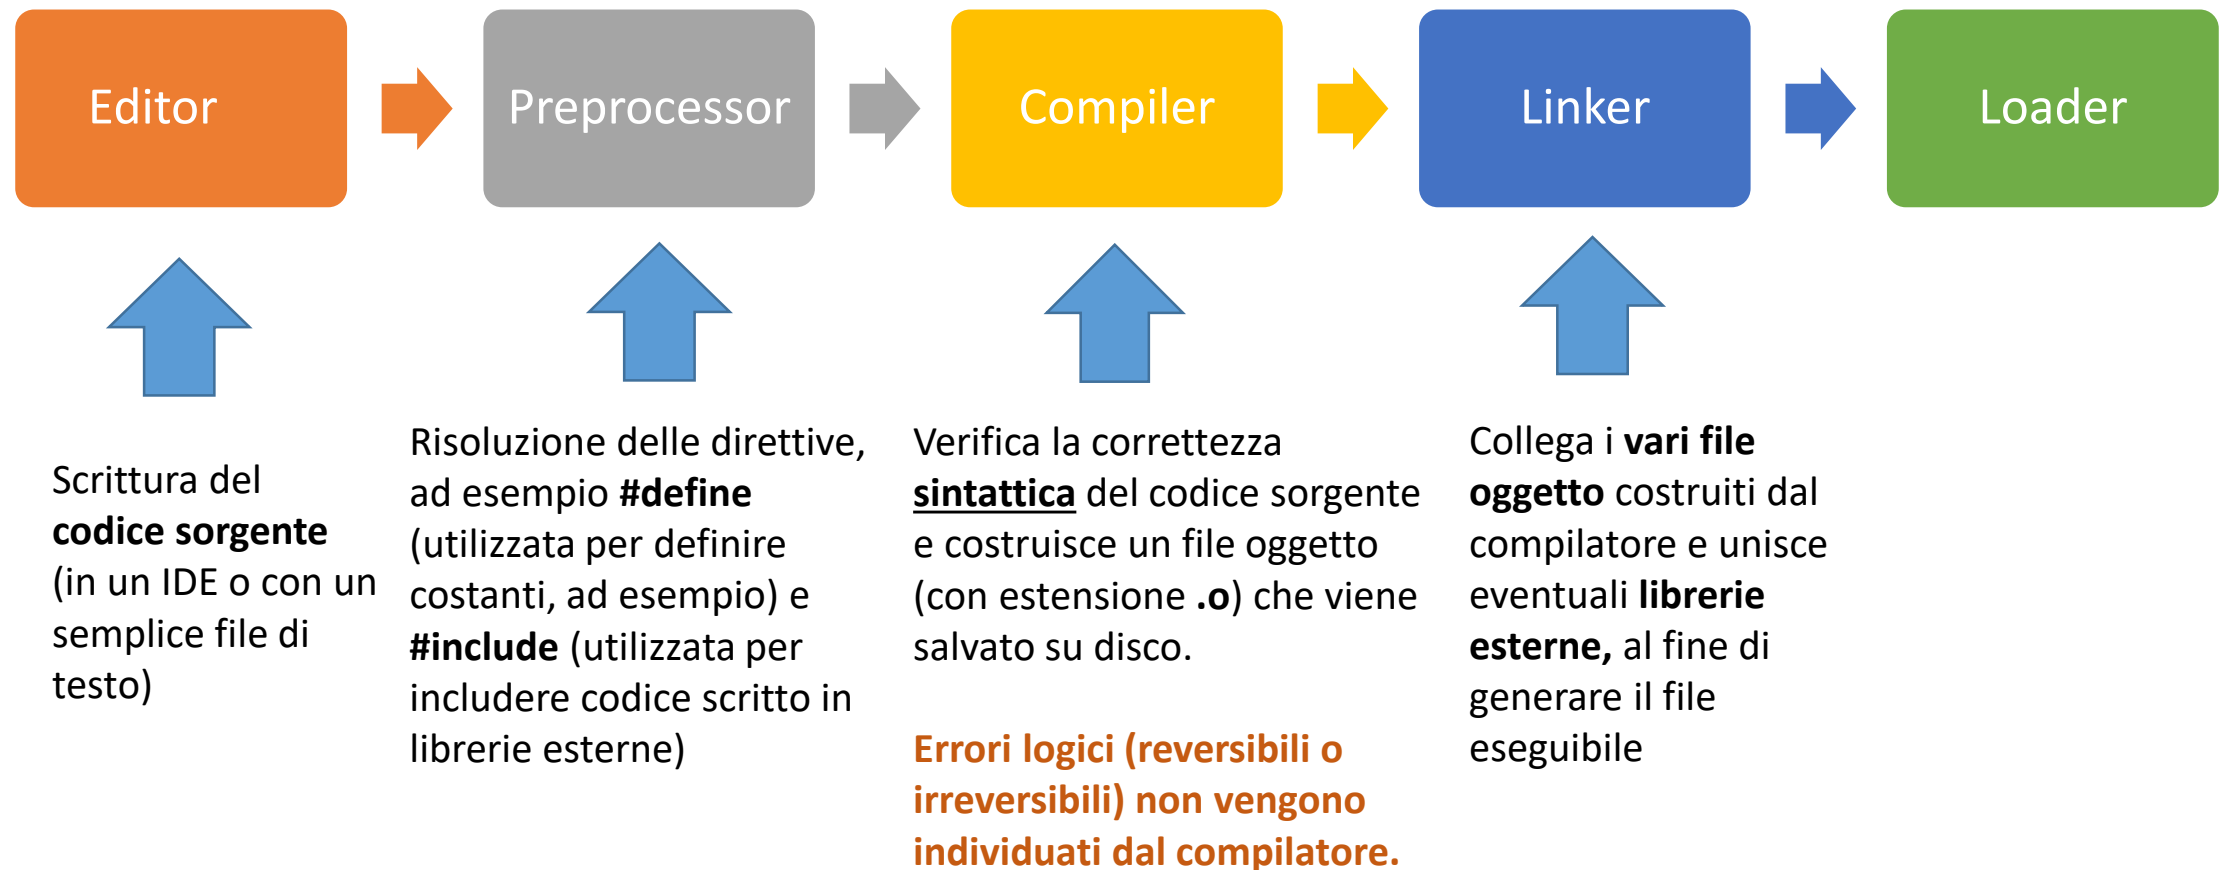 Editor
Preprocessor
Compiler
Linker
Loader
Scrittura del
codice sorgente
(in un IDE o con un
semplice file di
testo)
Risoluzione delle direttive,
ad esempio #define
(utilizzata per definire
costanti, ad esempio) e
#include (utilizzata per
includere codice scritto in
librerie esterne)
Verifica la correttezza
sintattica del codice sorgente
e costruisce un file oggetto
(con estensione .o) che viene
salvato su disco.
Errori logici (reversibili o
irreversibili) non vengono
individuati dal compilatore.
Collega i vari file
oggetto costruiti dal
compilatore e unisce
eventuali librerie
esterne, al fine di
generare il file
eseguibile